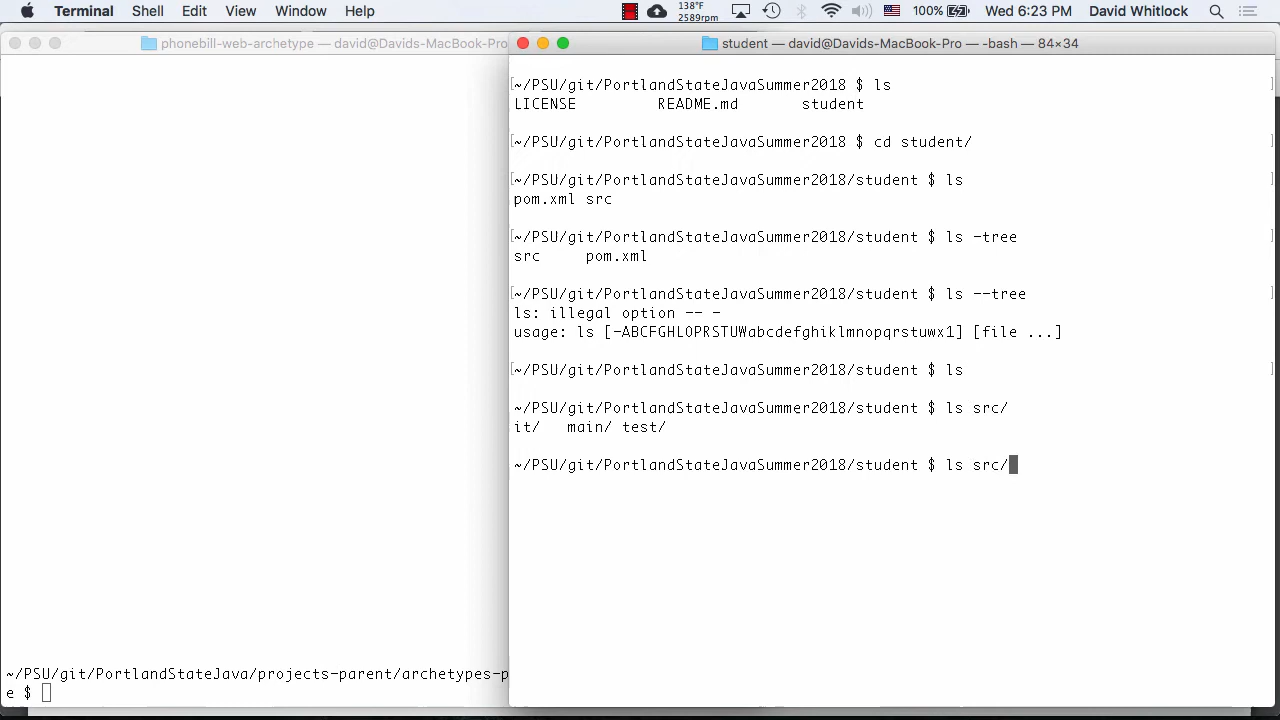 Terminal Shell Edit View Window Help 138°F 2589rpm 100% Wed 6:23 PM David Whitlock
phonebill-web-archetype — david@Davids-MacBook-Pro
student — david@Davids-MacBook-Pro — -bash — 84×34
[~/PSU/git/PortlandStateJavaSummer2018 $ ls ]
LICENSE README.md student
[~/PSU/git/PortlandStateJavaSummer2018 $ cd student/ ]
[~/PSU/git/PortlandStateJavaSummer2018/student $ ls ]
pom.xml src
[~/PSU/git/PortlandStateJavaSummer2018/student $ ls -tree ]
src pom.xml
[~/PSU/git/PortlandStateJavaSummer2018/student $ ls --tree ]
ls: illegal option -- -
usage: ls [-ABCFGHLOPRSTUWabcdefghiklmnopqrstuwx1] [file ...]
[~/PSU/git/PortlandStateJavaSummer2018/student $ ls ]
~/PSU/git/PortlandStateJavaSummer2018/student $ ls src/
it/ main/ test/
~/PSU/git/PortlandStateJavaSummer2018/student $ ls src/
~/PSU/git/PortlandStateJava/projects-parent/archetypes-p
e $